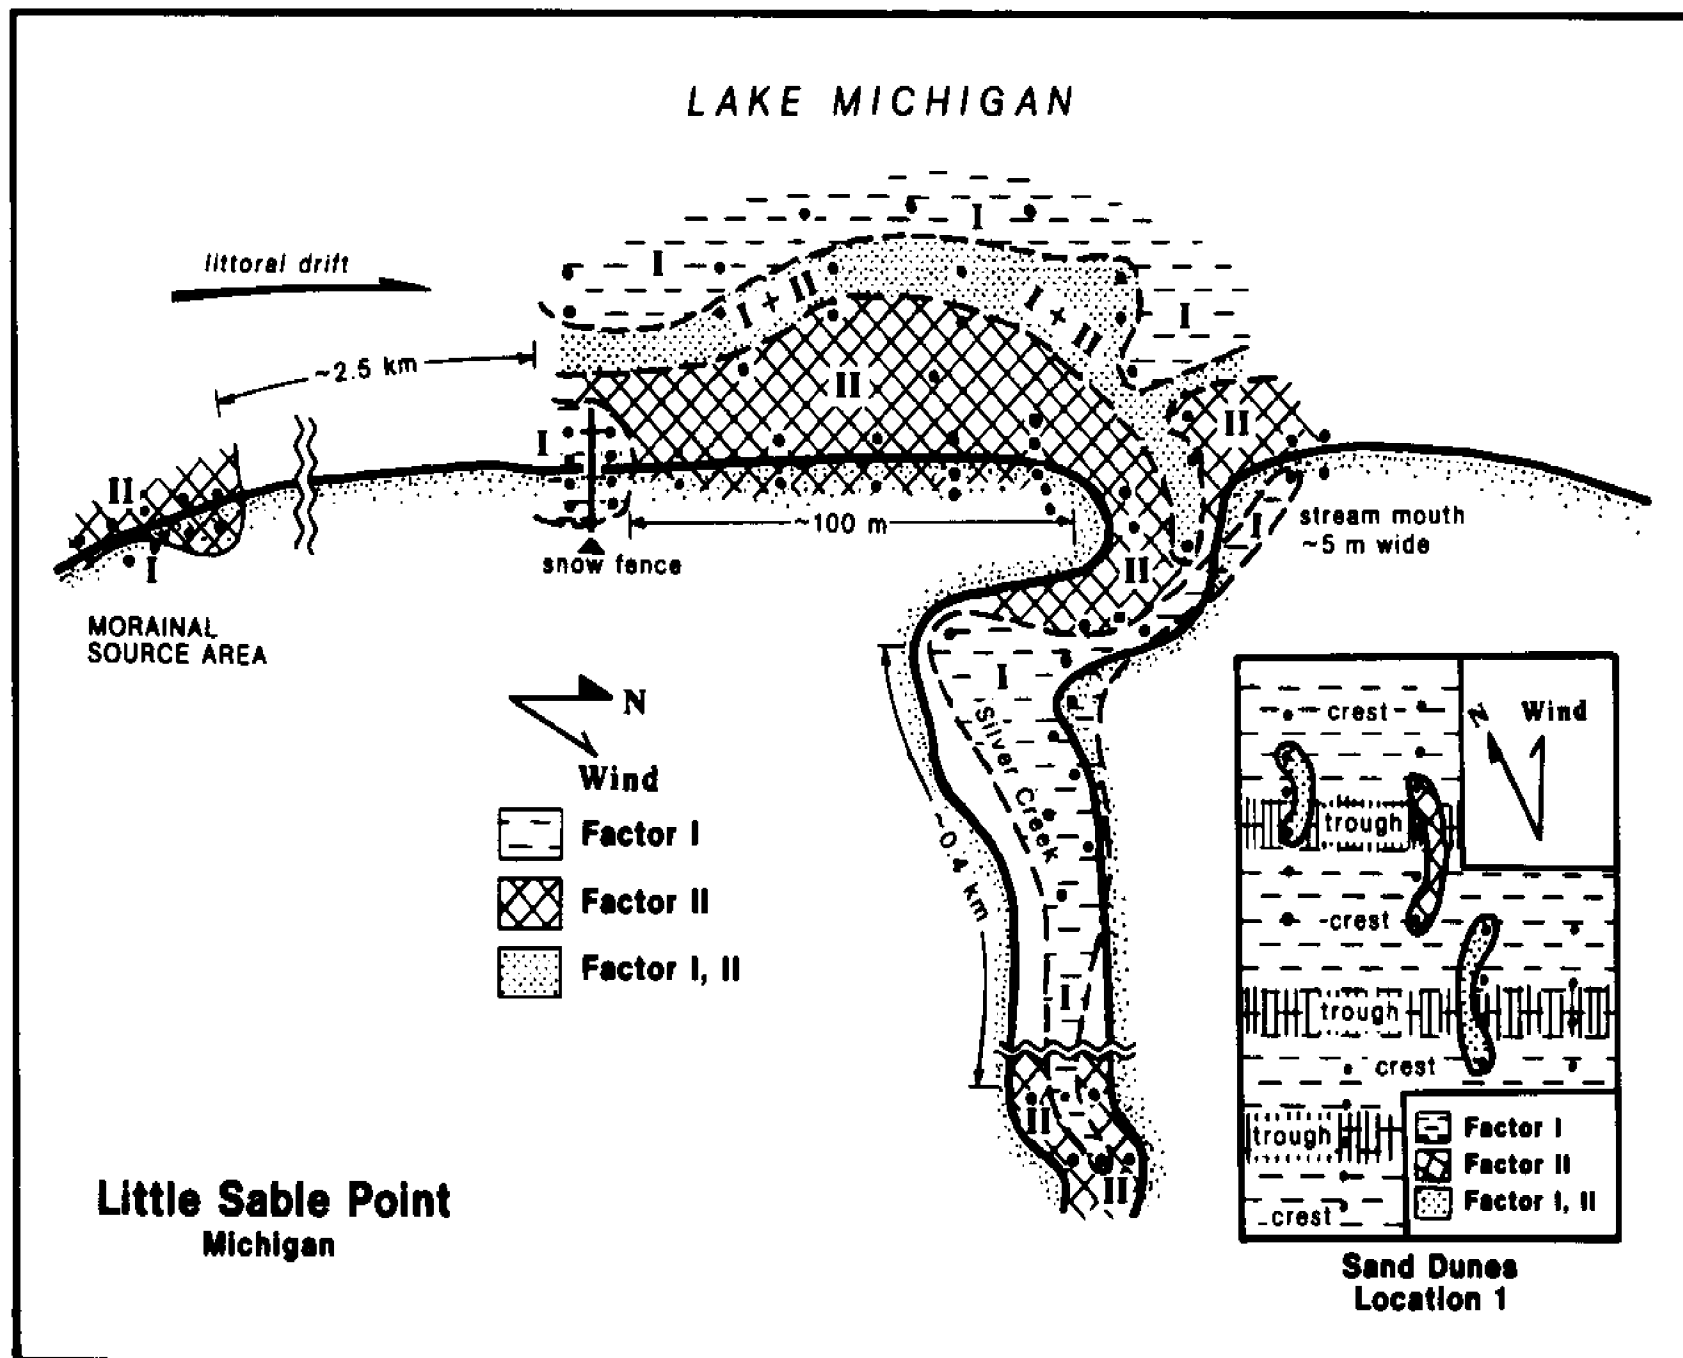 LAKE MICHIGAN
littoral drift
I
I
I
I + II
I + II
I
~2.5 km
II
II
I
II
I
I
~100 m
stream mouth
~5 m wide
snow fence
II
MORAINAL
SOURCE AREA
N
Wind
I
Silver Creek
~0.4 km
I
II
II
Factor I
Factor II
Factor I, II
Little Sable Point
Michigan
N
Wind
crest
trough
crest
trough
crest
trough
crest
Factor I
Factor II
Factor I, II
Sand Dunes
Location 1